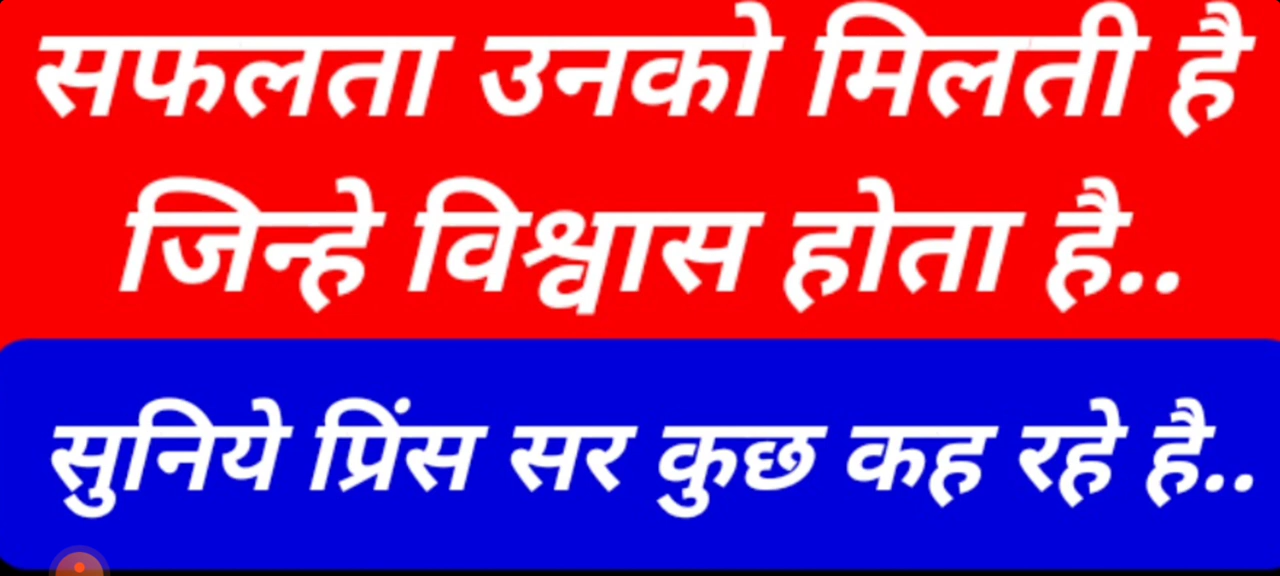 सफलता उनको मिलती है
जिन्हे विश्वास होता है..
सुनिये प्रिंस सर कुछ कह रहे है..